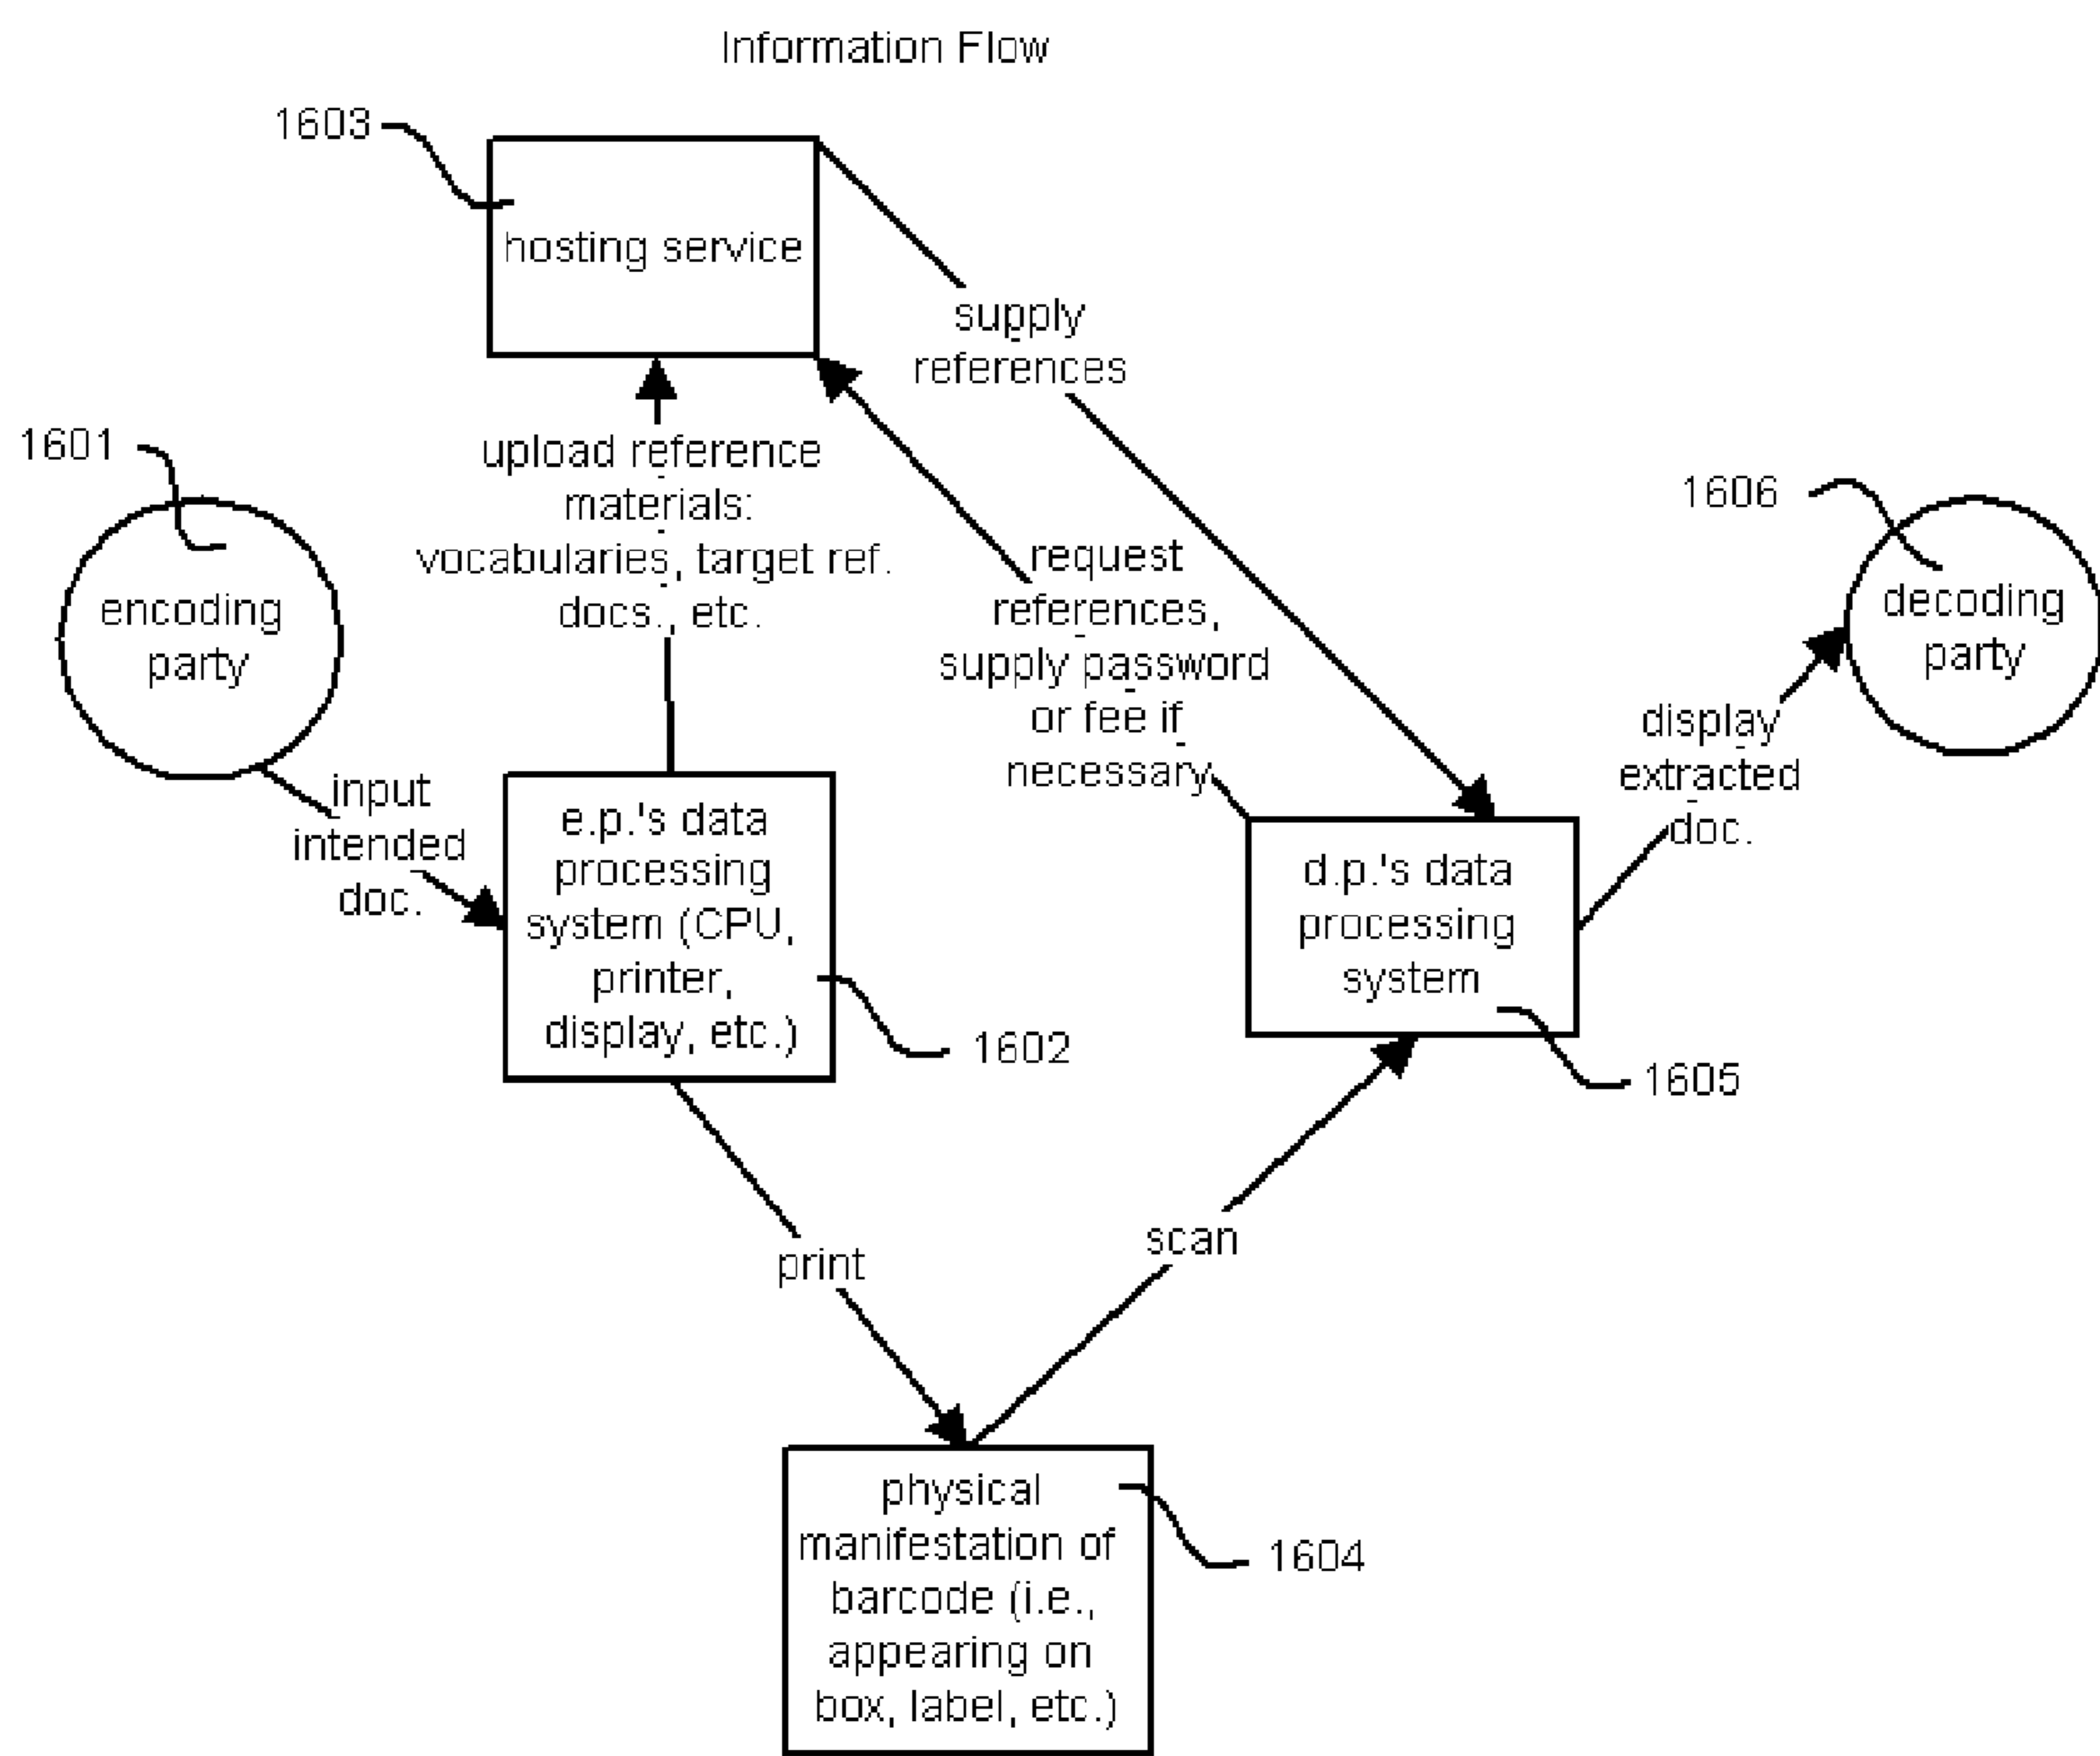 Information Flow
1603
hosting service
supply
references
1601
upload reference
materials:
vocabularies, target ref.
docs., etc.
1606
request
references,
supply password
or fee if
necessary
encoding
party
decoding
party
display
extracted
doc.
input
intended
doc.
e.p.'s data
processing
system (CPU,
printer,
display, etc.)
1602
d.p.'s data
processing
system
1605
print
scan
physical
manifestation of
barcode (i.e.,
appearing on
box, label, etc.)
1604